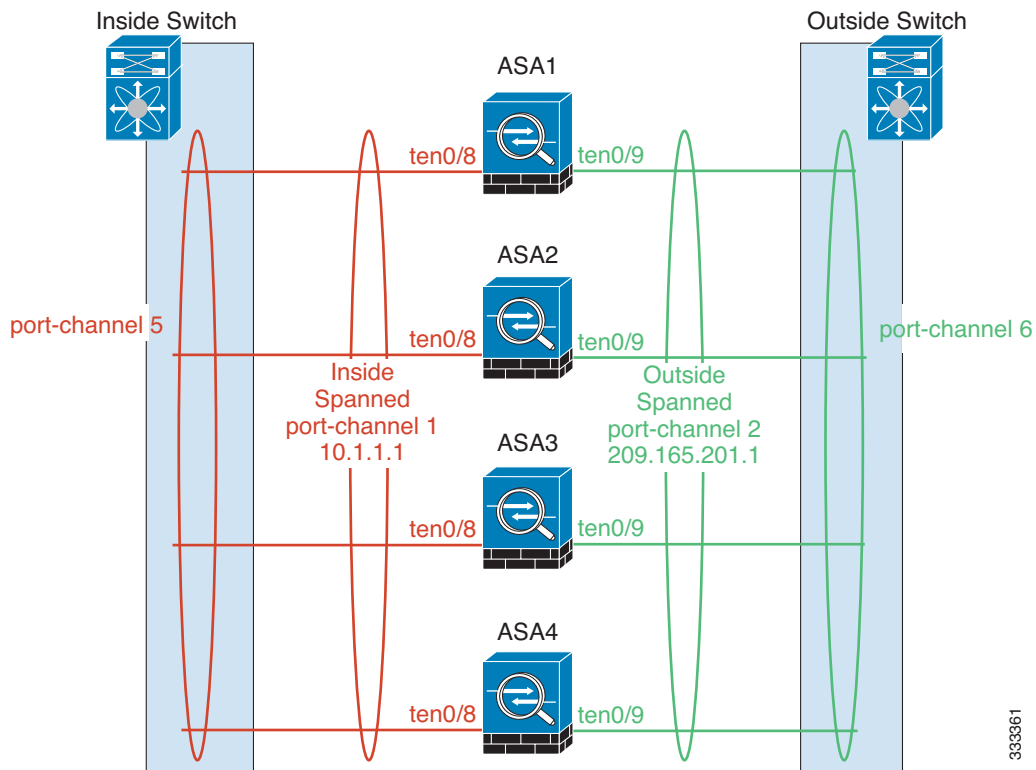 Inside Switch
Outside Switch
ASA1
ten0/8
ten0/9
ASA2
port-channel 5
ten0/8
ten0/9
port-channel 6
Inside
Spanned
port-channel 1
10.1.1.1
Outside
Spanned
port-channel 2
209.165.201.1
ASA3
ten0/8
ten0/9
ASA4
ten0/8
ten0/9
333361